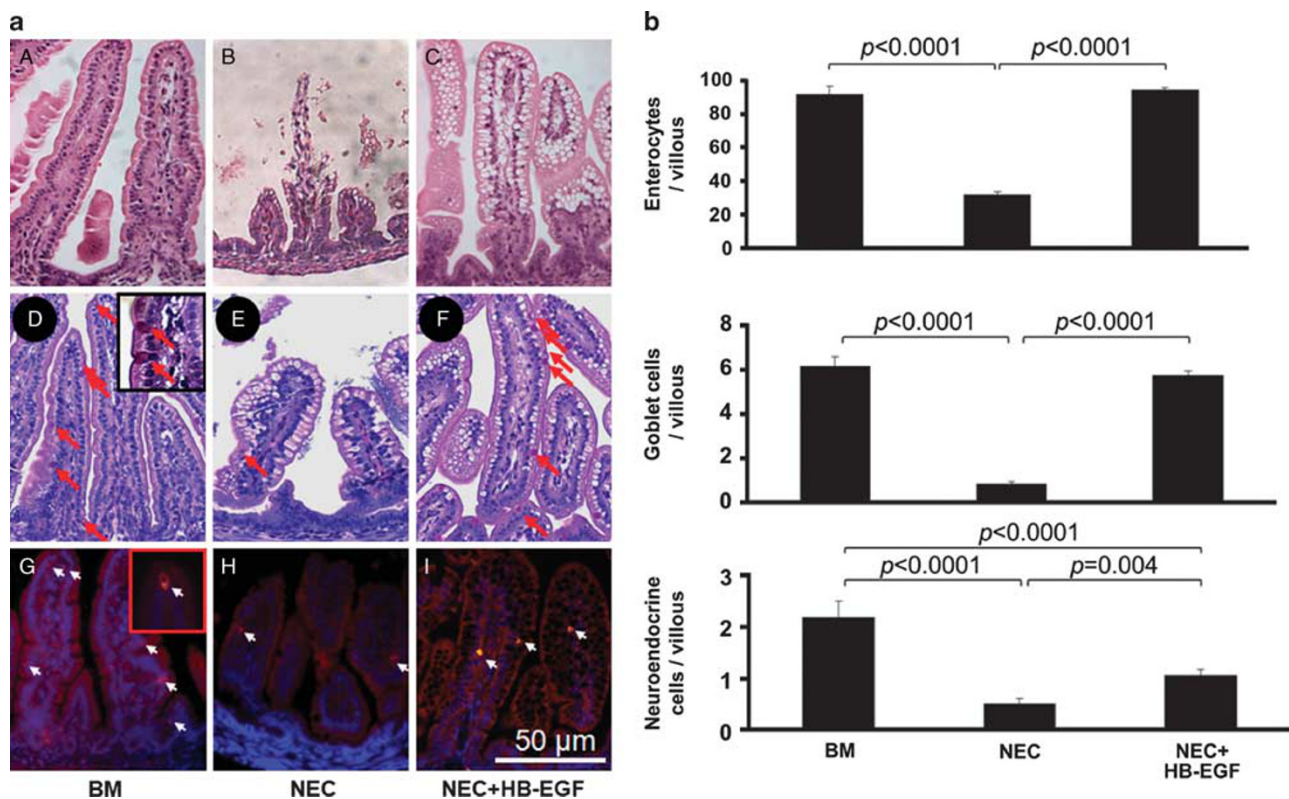 a
A
B
C
D
E
F
G
H
I
50 µm
BM
NEC
NEC+HB-EGF
b
p<0.0001
p<0.0001
100
80
60
40
20
0
Enterocytes
/ villous
p<0.0001
p<0.0001
8
6
4
2
0
Goblet cells
/ villous
p<0.0001
p<0.0001
p=0.004
3
2
1
0
Neuroendocrine
cells / villous
BM
NEC
NEC+
HB-EGF